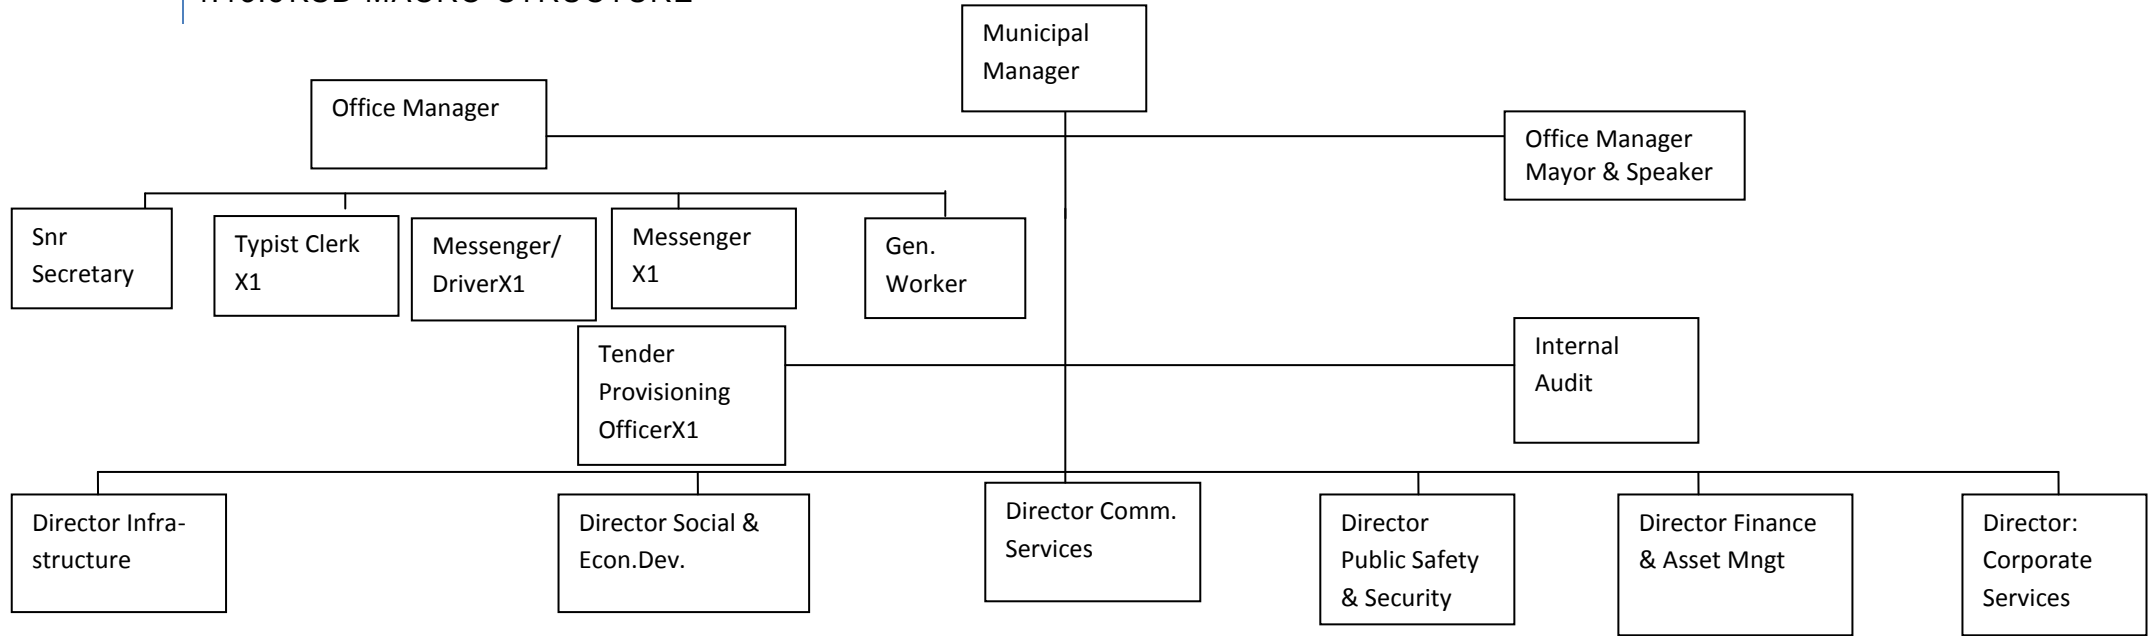 MACRO STRUCTURE
Municipal
Manager
Office Manager
Office Manager
Mayor & Speaker
Snr
Secretary
Typist Clerk
X1
Messenger/
DriverX1
Messenger
X1
Gen.
Worker
Tender
Provisioning
OfficerX1
Internal
Audit
Director Infra-
structure
Director Social &
Econ.Dev.
Director Comm.
Services
Director
Public Safety
& Security
Director Finance
& Asset Mngt
Director:
Corporate
Services